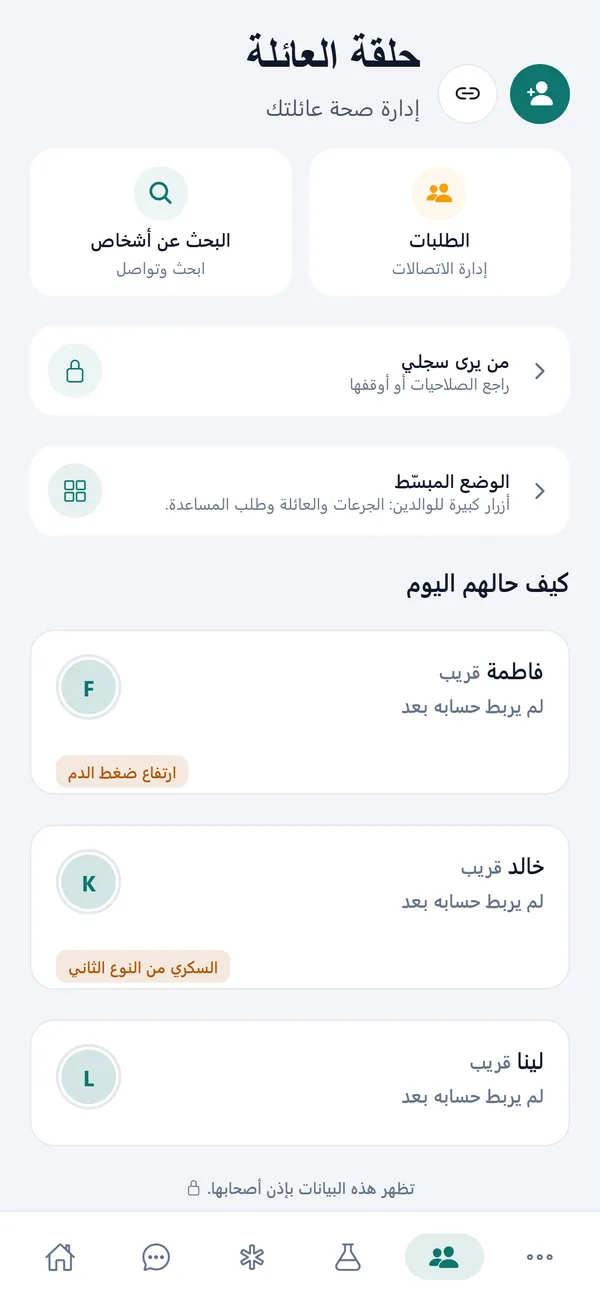 حلقة العائلة
إدارة صحة عائلتك
الطلبات
إدارة الاتصالات
البحث عن أشخاص
ابحث وتواصل
من يرى سجلي
راجع الصلاحيات أو أوقفها
الوضع المبسّط
أزرار كبيرة للوالدين: الجرعات والعائلة وطلب المساعدة.
كيف حالهم اليوم
فاطمة قريب
لم يربط حسابه بعد
F
ارتفاع ضغط الدم
خالد قريب
لم يربط حسابه بعد
K
السكري من النوع الثاني
لينا قريب
لم يربط حسابه بعد
L
تظهر هذه البيانات بإذن أصحابها.